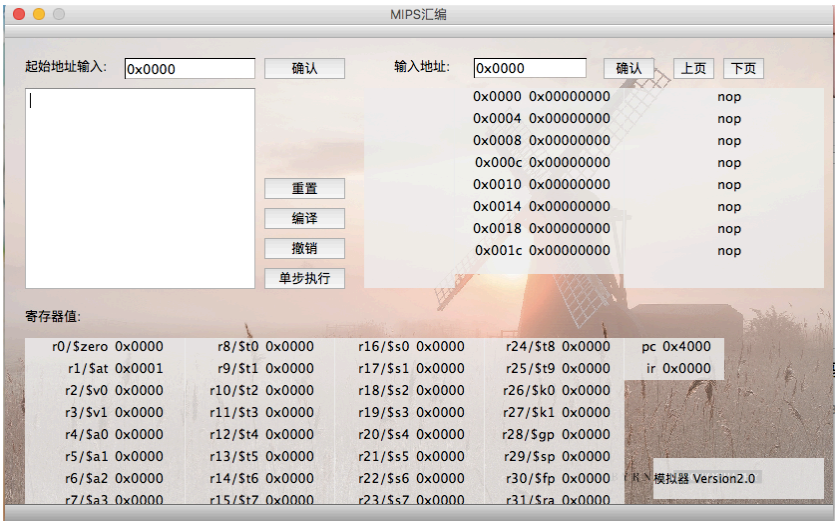 MIPS汇编
起始地址输入: 0x0000 确认 输入地址: 0x0000 确认 上页 下页
0x0000 0x00000000 nop
0x0004 0x00000000 nop
0x0008 0x00000000 nop
0x000c 0x00000000 nop
0x0010 0x00000000 nop
0x0014 0x00000000 nop
0x0018 0x00000000 nop
0x001c 0x00000000 nop
重置
编译
撤销
单步执行
寄存器值:
r0/$zero 0x0000 r8/$t0 0x0000 r16/$s0 0x0000 r24/$t8 0x0000 pc 0x4000
r1/$at 0x0001 r9/$t1 0x0000 r17/$s1 0x0000 r25/$t9 0x0000 ir 0x0000
r2/$v0 0x0000 r10/$t2 0x0000 r18/$s2 0x0000 r26/$k0 0x0000
r3/$v1 0x0000 r11/$t3 0x0000 r19/$s3 0x0000 r27/$k1 0x0000
r4/$a0 0x0000 r12/$t4 0x0000 r20/$s4 0x0000 r28/$gp 0x0000
r5/$a1 0x0000 r13/$t5 0x0000 r21/$s5 0x0000 r29/$sp 0x0000
r6/$a2 0x0000 r14/$t6 0x0000 r22/$s6 0x0000 r30/$fp 0x0000 模拟器 Version2.0
r7/$a3 0x0000 r15/$t7 0x0000 r23/$s7 0x0000 r31/$ra 0x0000